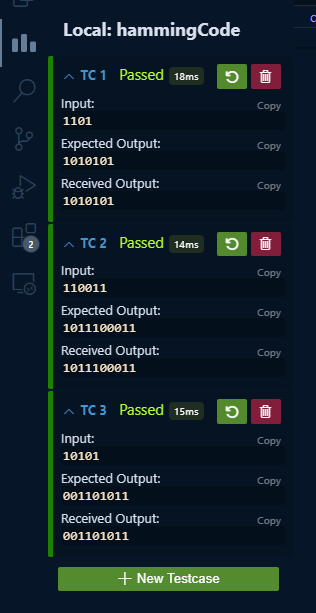 Local: hammingCode
TC 1 Passed 18ms
Input: Copy
1101
Expected Output: Copy
1010101
Received Output: Copy
1010101
TC 2 Passed 14ms
Input: Copy
110011
Expected Output: Copy
1011100011
Received Output: Copy
1011100011
2
TC 3 Passed 15ms
Input: Copy
10101
Expected Output: Copy
001101011
Received Output: Copy
001101011
New Testcase